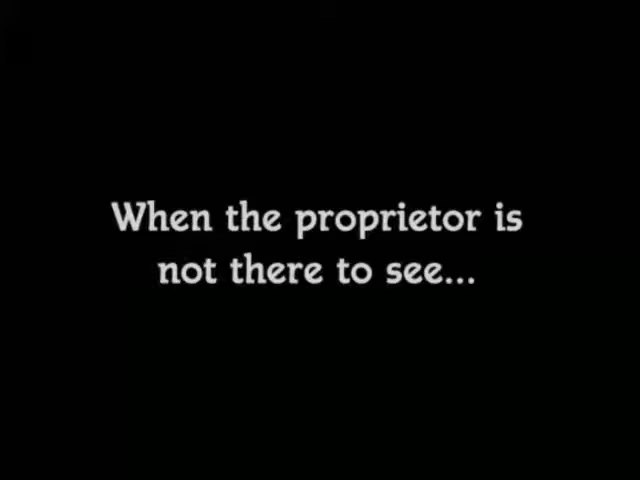 When the proprietor is
not there to see...